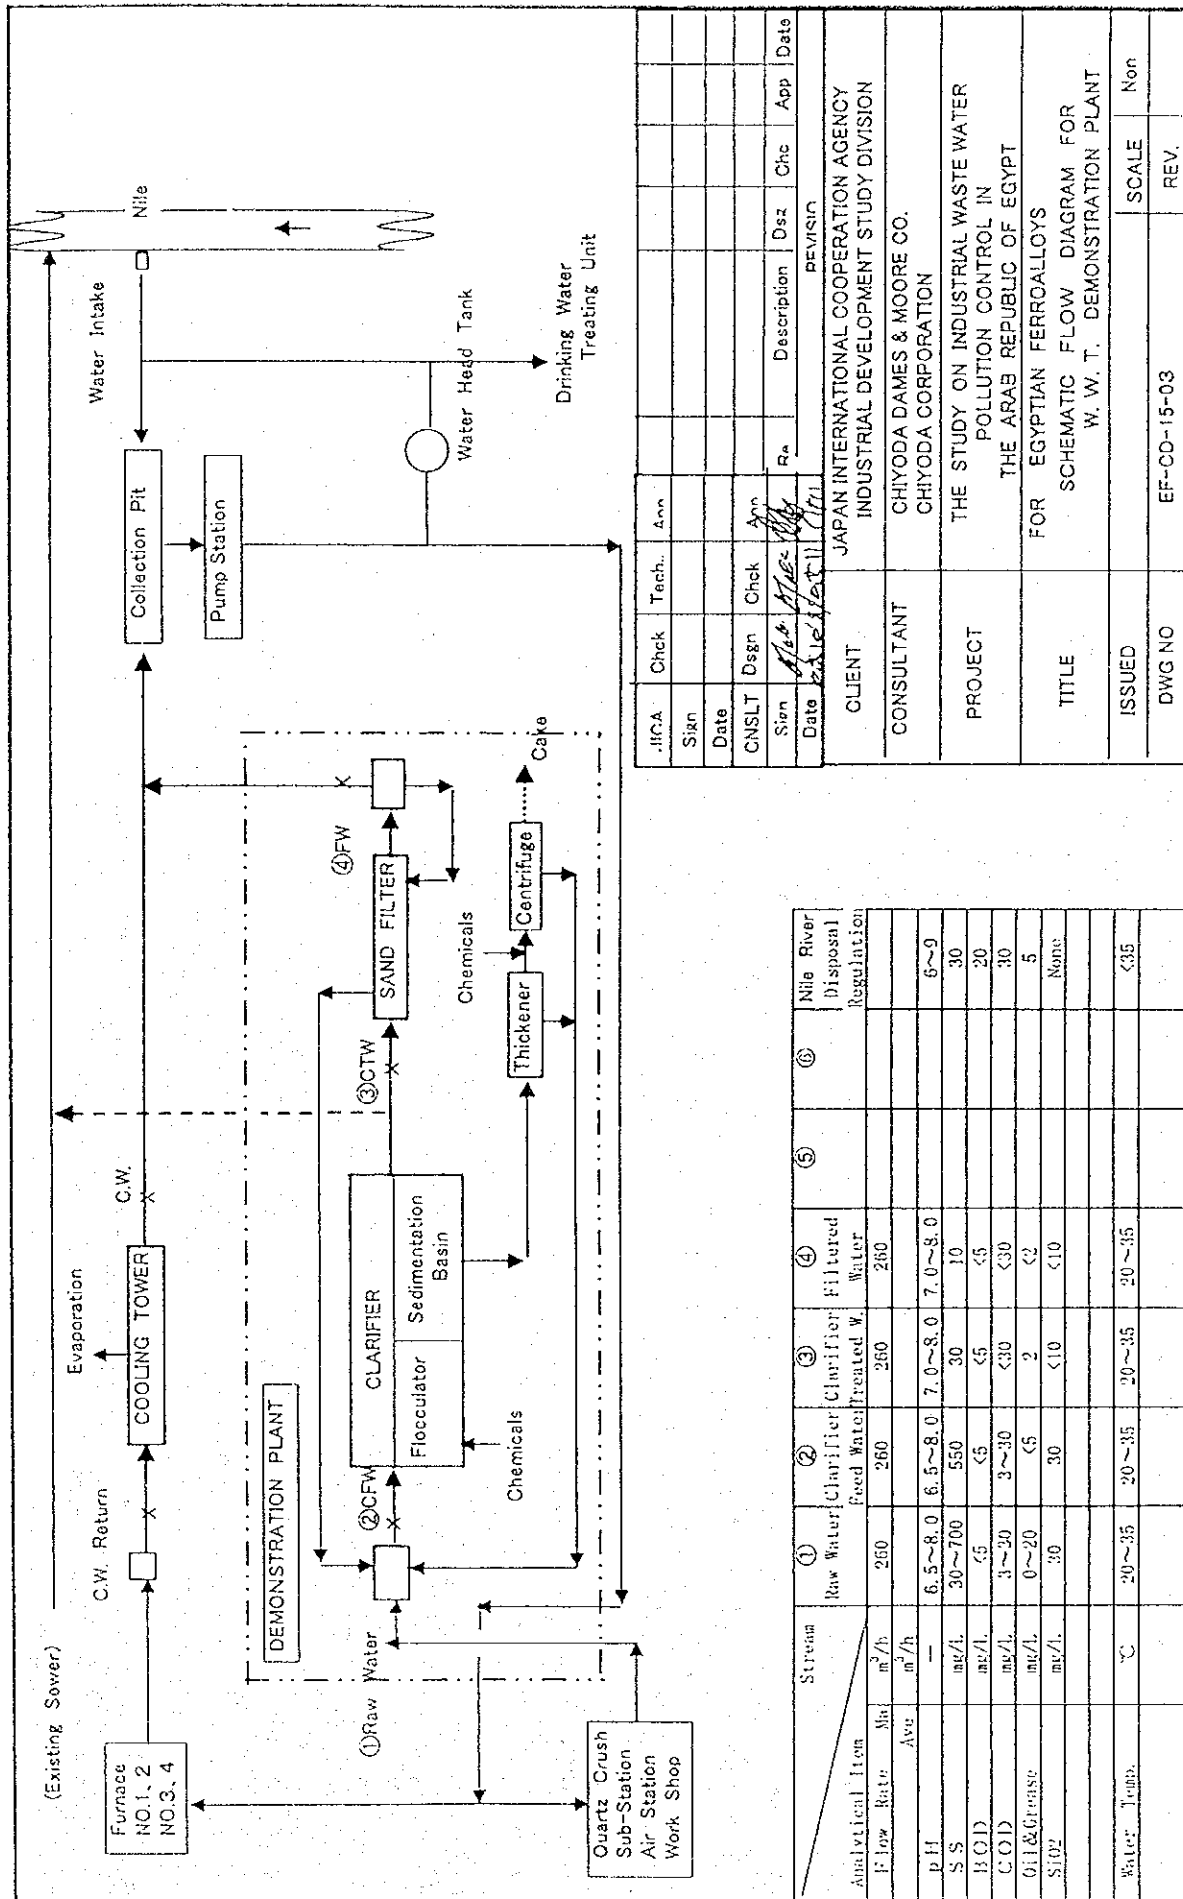 (Existing Sewer)
Nile
Water Intake
Furnace
NO.1, 2
NO.3, 4
C.W. Return
Evaporation
COOLING TOWER
C.W.
Collection Pit
Pump Station
Water Head Tank
Drinking Water
Treating Unit
DEMONSTRATION PLANT
①Raw Water
②CFW
CLARIFIER
Flocculator
Sedimentation
Basin
Chemicals
③CTW
SAND FILTER
④FW
Chemicals
Thickener
Centrifuge
Cake
Quartz Crush
Sub-Station
Air Station
Work Shop
Stream
① ② ③ ④ ⑤ ⑥ Nile River
Raw Water Clarifier Clarifier Filtered Disposal
Feed Water Treated W. Water Regulation
Analytical Item
Flow Rate m³/h 260 260 260 260
m³/h
pH — 6.5~8.0 6.5~8.0 7.0~8.0 7.0~8.0 6~9
SS mg/l. 30~700 550 30 10 30
BOD mg/l. <5 <5 <5 <5 20
COD mg/l. 3~30 3~30 <30 <30 30
Oil&Grease mg/l. 0~20 <5 2 <2 5
SiO2 mg/l. 30 30 <10 <10 None
Water Temp. °C 20~35 20~35 20~35 20~35 <35
JICA Chck Tech. App
Sign
Date
CNSLT Dsgn Chck App
Sign
Date
Description Dsz Chc App Date
REVISIO
CLIENT JAPAN INTERNATIONAL COOPERATION AGENCY
INDUSTRIAL DEVELOPMENT STUDY DIVISION
CONSULTANT CHIYODA DAMES & MOORE CO.
CHIYODA CORPORATION
PROJECT THE STUDY ON INDUSTRIAL WASTE WATER
POLLUTION CONTROL IN
THE ARAB REPUBLIC OF EGYPT
TITLE FOR EGYPTIAN FERROALLOYS
SCHEMATIC FLOW DIAGRAM FOR
W. W. T. DEMONSTRATION PLANT
ISSUED SCALE Non
DWG NO EF-CD-15-03 REV.